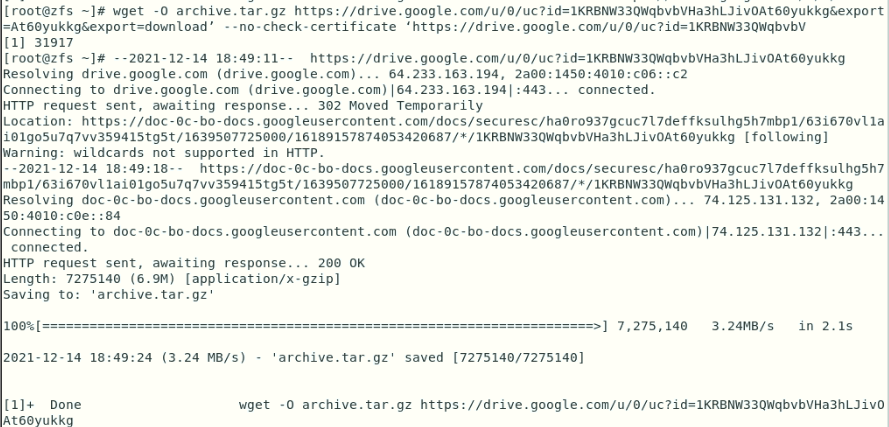 [root@zfs ~]# wget -O archive.tar.gz https://drive.google.com/u/0/uc?id=1KRBNW33QWqbvbVHa3hLJivOAt60yukkg&export
=At60yukkg&export=download’ --no-check-certificate ‘https://drive.google.com/u/0/uc?id=1KRBNW33QWqbvbV
[1] 31917
[root@zfs ~]# --2021-12-14 18:49:11--  https://drive.google.com/u/0/uc?id=1KRBNW33QWqbvbVHa3hLJivOAt60yukkg
Resolving drive.google.com (drive.google.com)... 64.233.163.194, 2a00:1450:4010:c06::c2
Connecting to drive.google.com (drive.google.com)|64.233.163.194|:443... connected.
HTTP request sent, awaiting response... 302 Moved Temporarily
Location: https://doc-0c-bo-docs.googleusercontent.com/docs/securesc/ha0ro937gcuc7l7deffksulhg5h7mbp1/63i670vl1a
i01go5u7q7vv359415tg5t/1639507725000/16189157874053420687/*/1KRBNW33QWqbvbVHa3hLJivOAt60yukkg [following]
Warning: wildcards not supported in HTTP.
--2021-12-14 18:49:18--  https://doc-0c-bo-docs.googleusercontent.com/docs/securesc/ha0ro937gcuc7l7deffksulhg5h7
mbp1/63i670vl1ai01go5u7q7vv359415tg5t/1639507725000/16189157874053420687/*/1KRBNW33QWqbvbVHa3hLJivOAt60yukkg
Resolving doc-0c-bo-docs.googleusercontent.com (doc-0c-bo-docs.googleusercontent.com)... 74.125.131.132, 2a00:14
50:4010:c0e::84
Connecting to doc-0c-bo-docs.googleusercontent.com (doc-0c-bo-docs.googleusercontent.com)|74.125.131.132|:443...
 connected.
HTTP request sent, awaiting response... 200 OK
Length: 7275140 (6.9M) [application/x-gzip]
Saving to: 'archive.tar.gz'
100%[======================================================================>] 7,275,140   3.24MB/s   in 2.1s
2021-12-14 18:49:24 (3.24 MB/s) - 'archive.tar.gz' saved [7275140/7275140]
[1]+  Done                    wget -O archive.tar.gz https://drive.google.com/u/0/uc?id=1KRBNW33QWqbvbVHa3hLJivO
At60yukkg